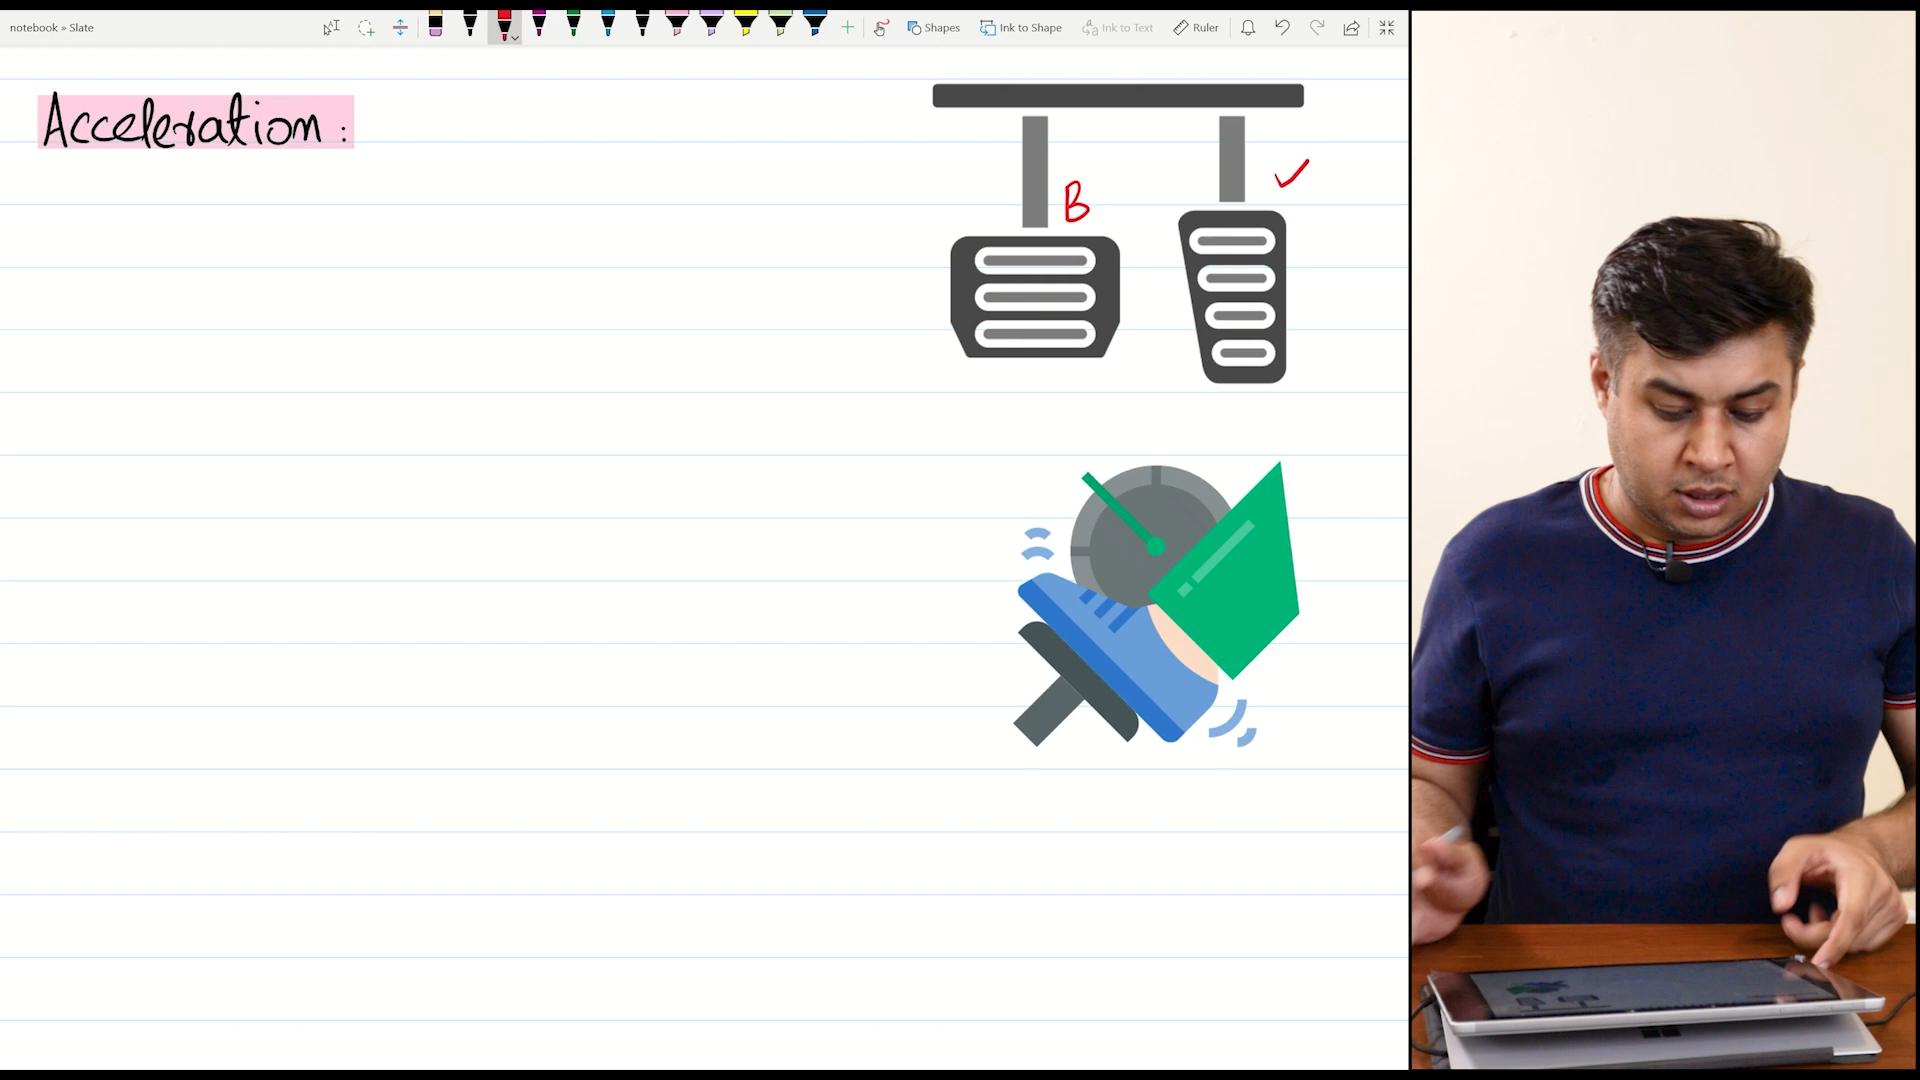 notebook » Slate
Shapes Ink to Shape Ink to Text Ruler
Acceleration :
B